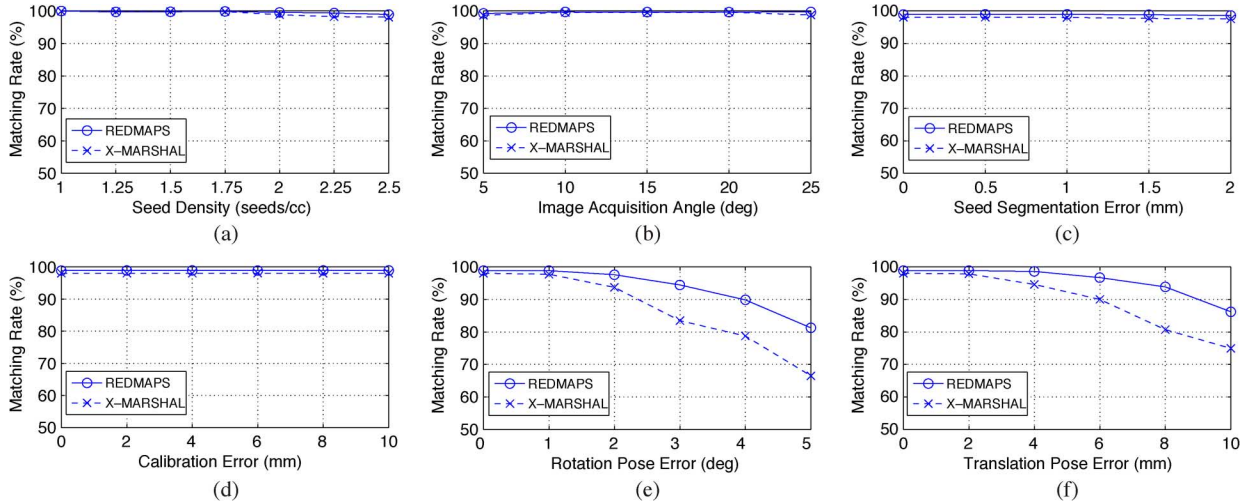 100
90
80
70
60
50
Matching Rate (%)
REDMAPS
X-MARSHAL
1 1.25 1.5 1.75 2 2.25 2.5
Seed Density (seeds/cc)
(a)
100
90
80
70
60
50
Matching Rate (%)
REDMAPS
X-MARSHAL
5 10 15 20 25
Image Acquisition Angle (deg)
(b)
100
90
80
70
60
50
Matching Rate (%)
REDMAPS
X-MARSHAL
0 0.5 1 1.5 2
Seed Segmentation Error (mm)
(c)
100
90
80
70
60
50
Matching Rate (%)
REDMAPS
X-MARSHAL
0 2 4 6 8 10
Calibration Error (mm)
(d)
100
90
80
70
60
50
Matching Rate (%)
REDMAPS
X-MARSHAL
0 1 2 3 4 5
Rotation Pose Error (deg)
(e)
100
90
80
70
60
50
Matching Rate (%)
REDMAPS
X-MARSHAL
0 2 4 6 8 10
Translation Pose Error (mm)
(f)